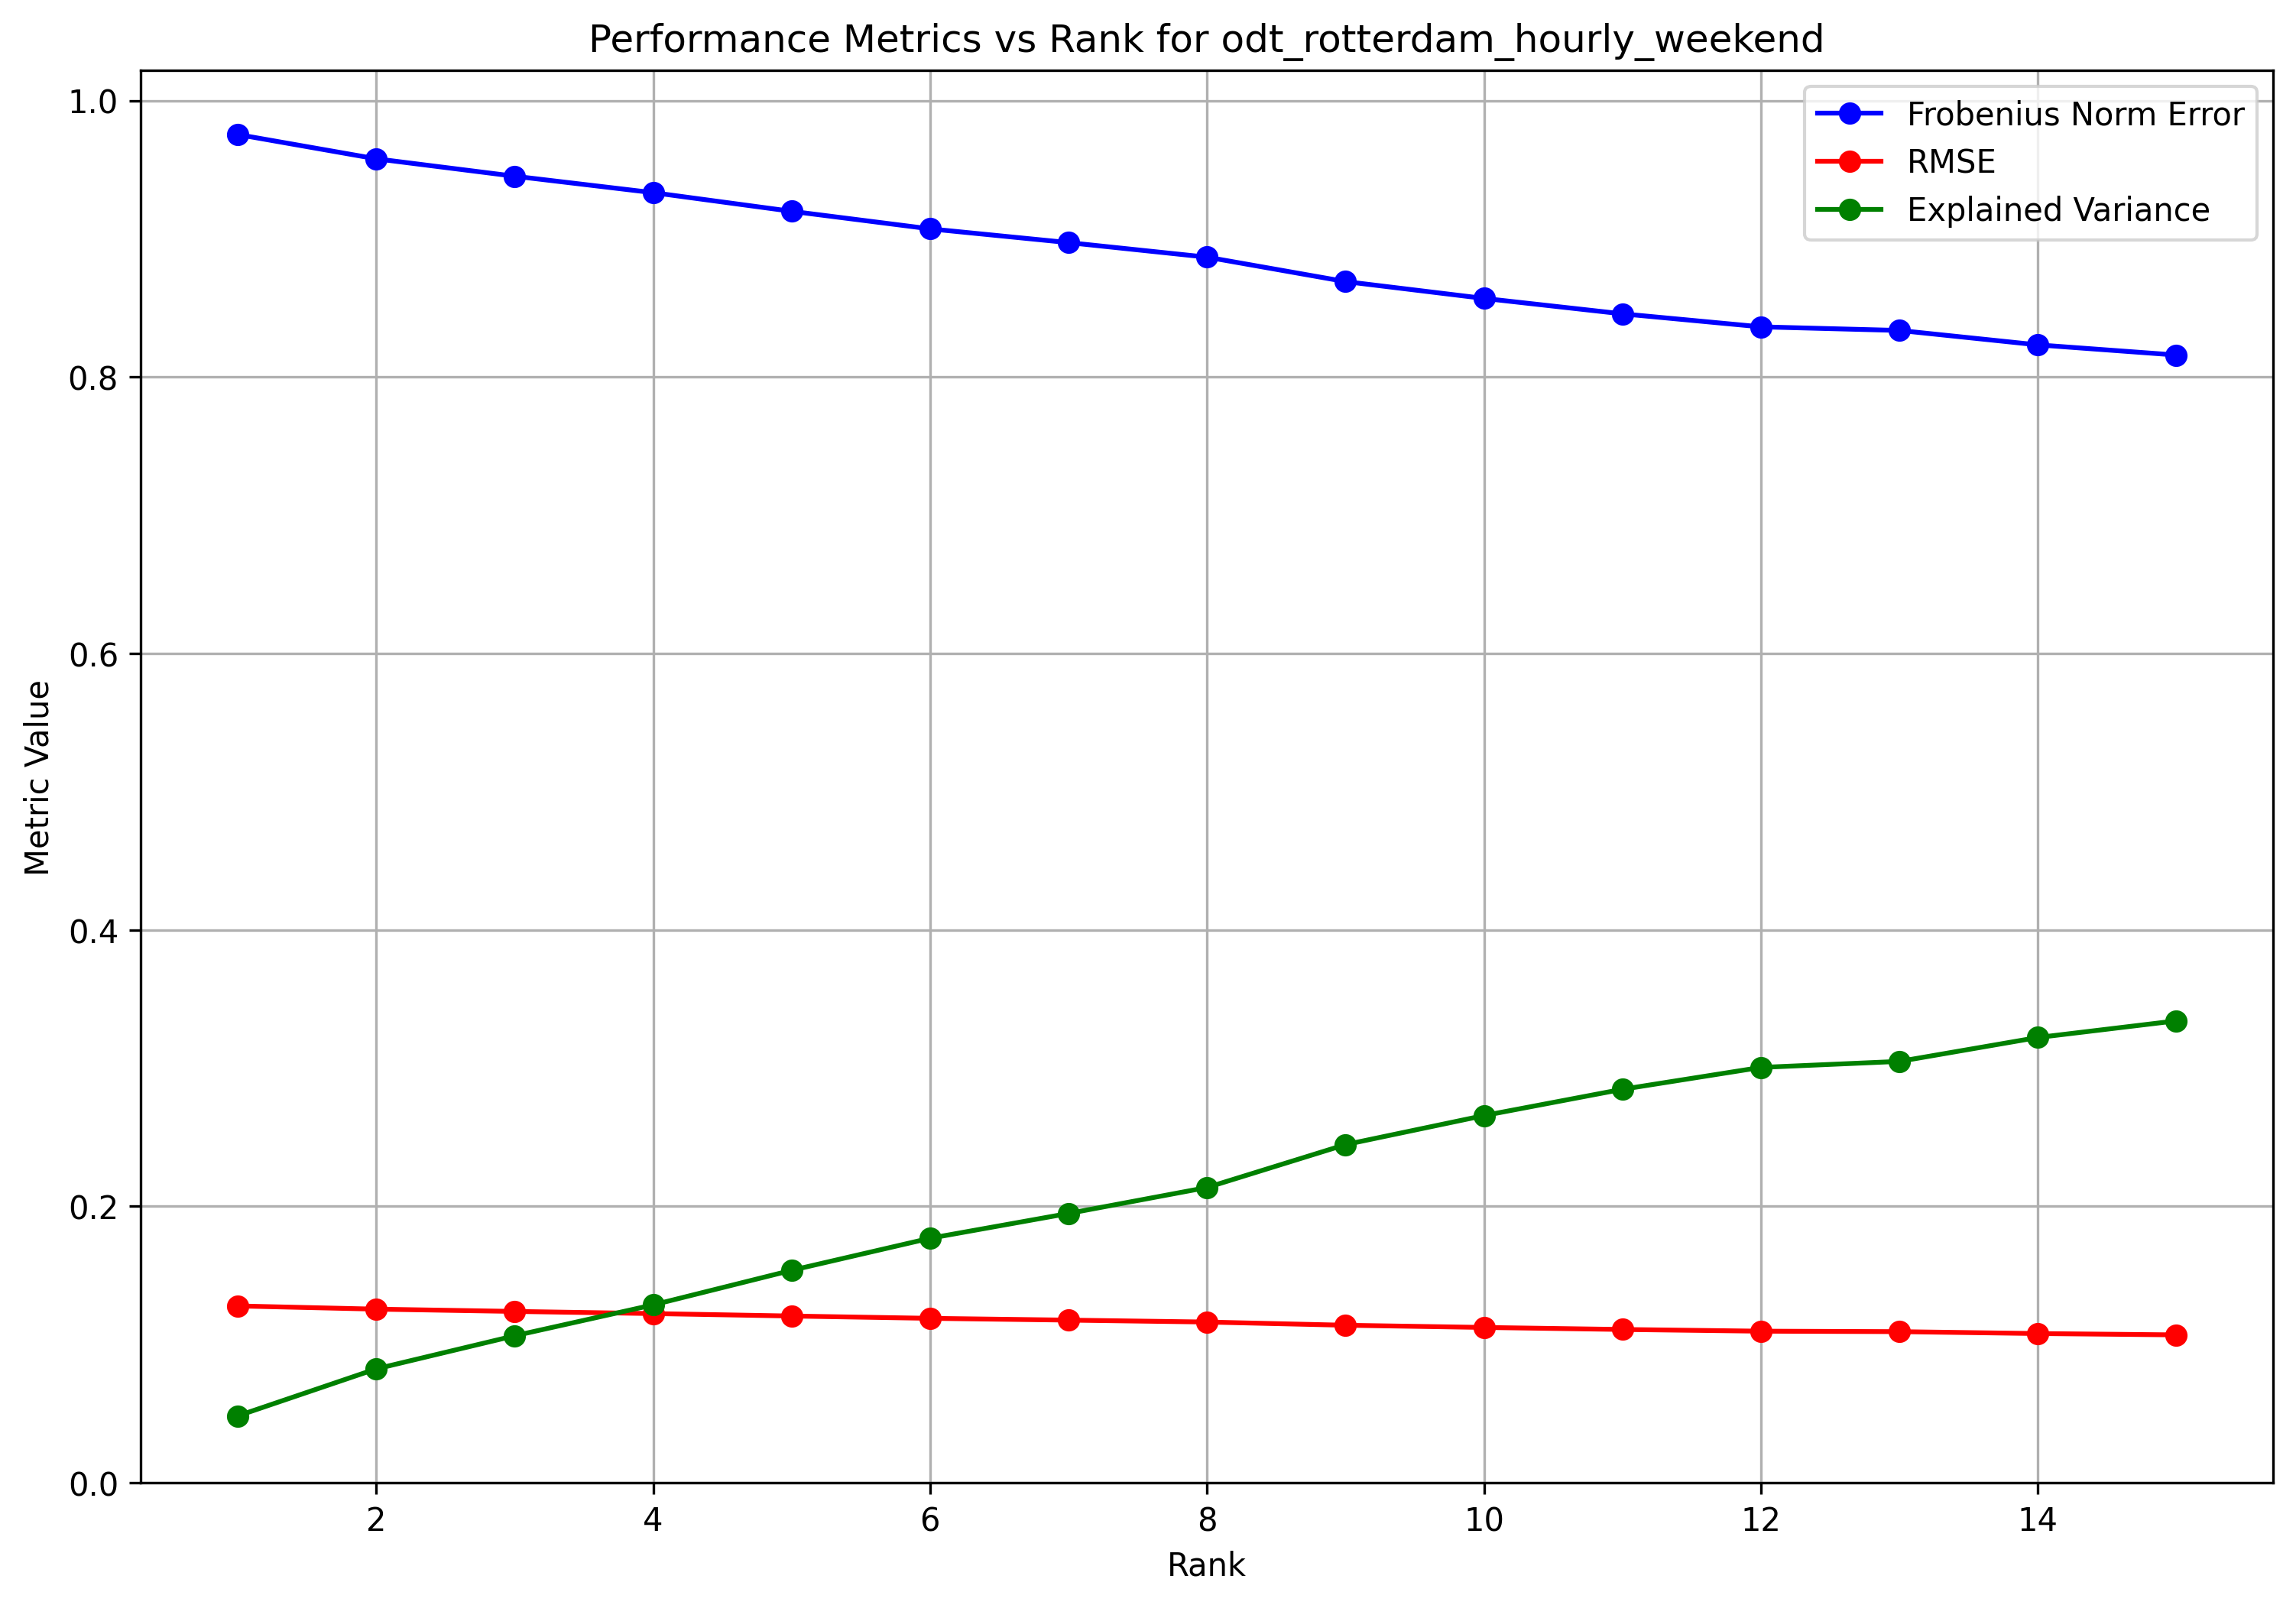 Performance Metrics vs Rank for odt_rotterdam_hourly_weekend
1.0
0.8
0.6
0.4
0.2
0.0
Metric Value
Frobenius Norm Error
RMSE
Explained Variance
2 4 6 8 10 12 14
Rank